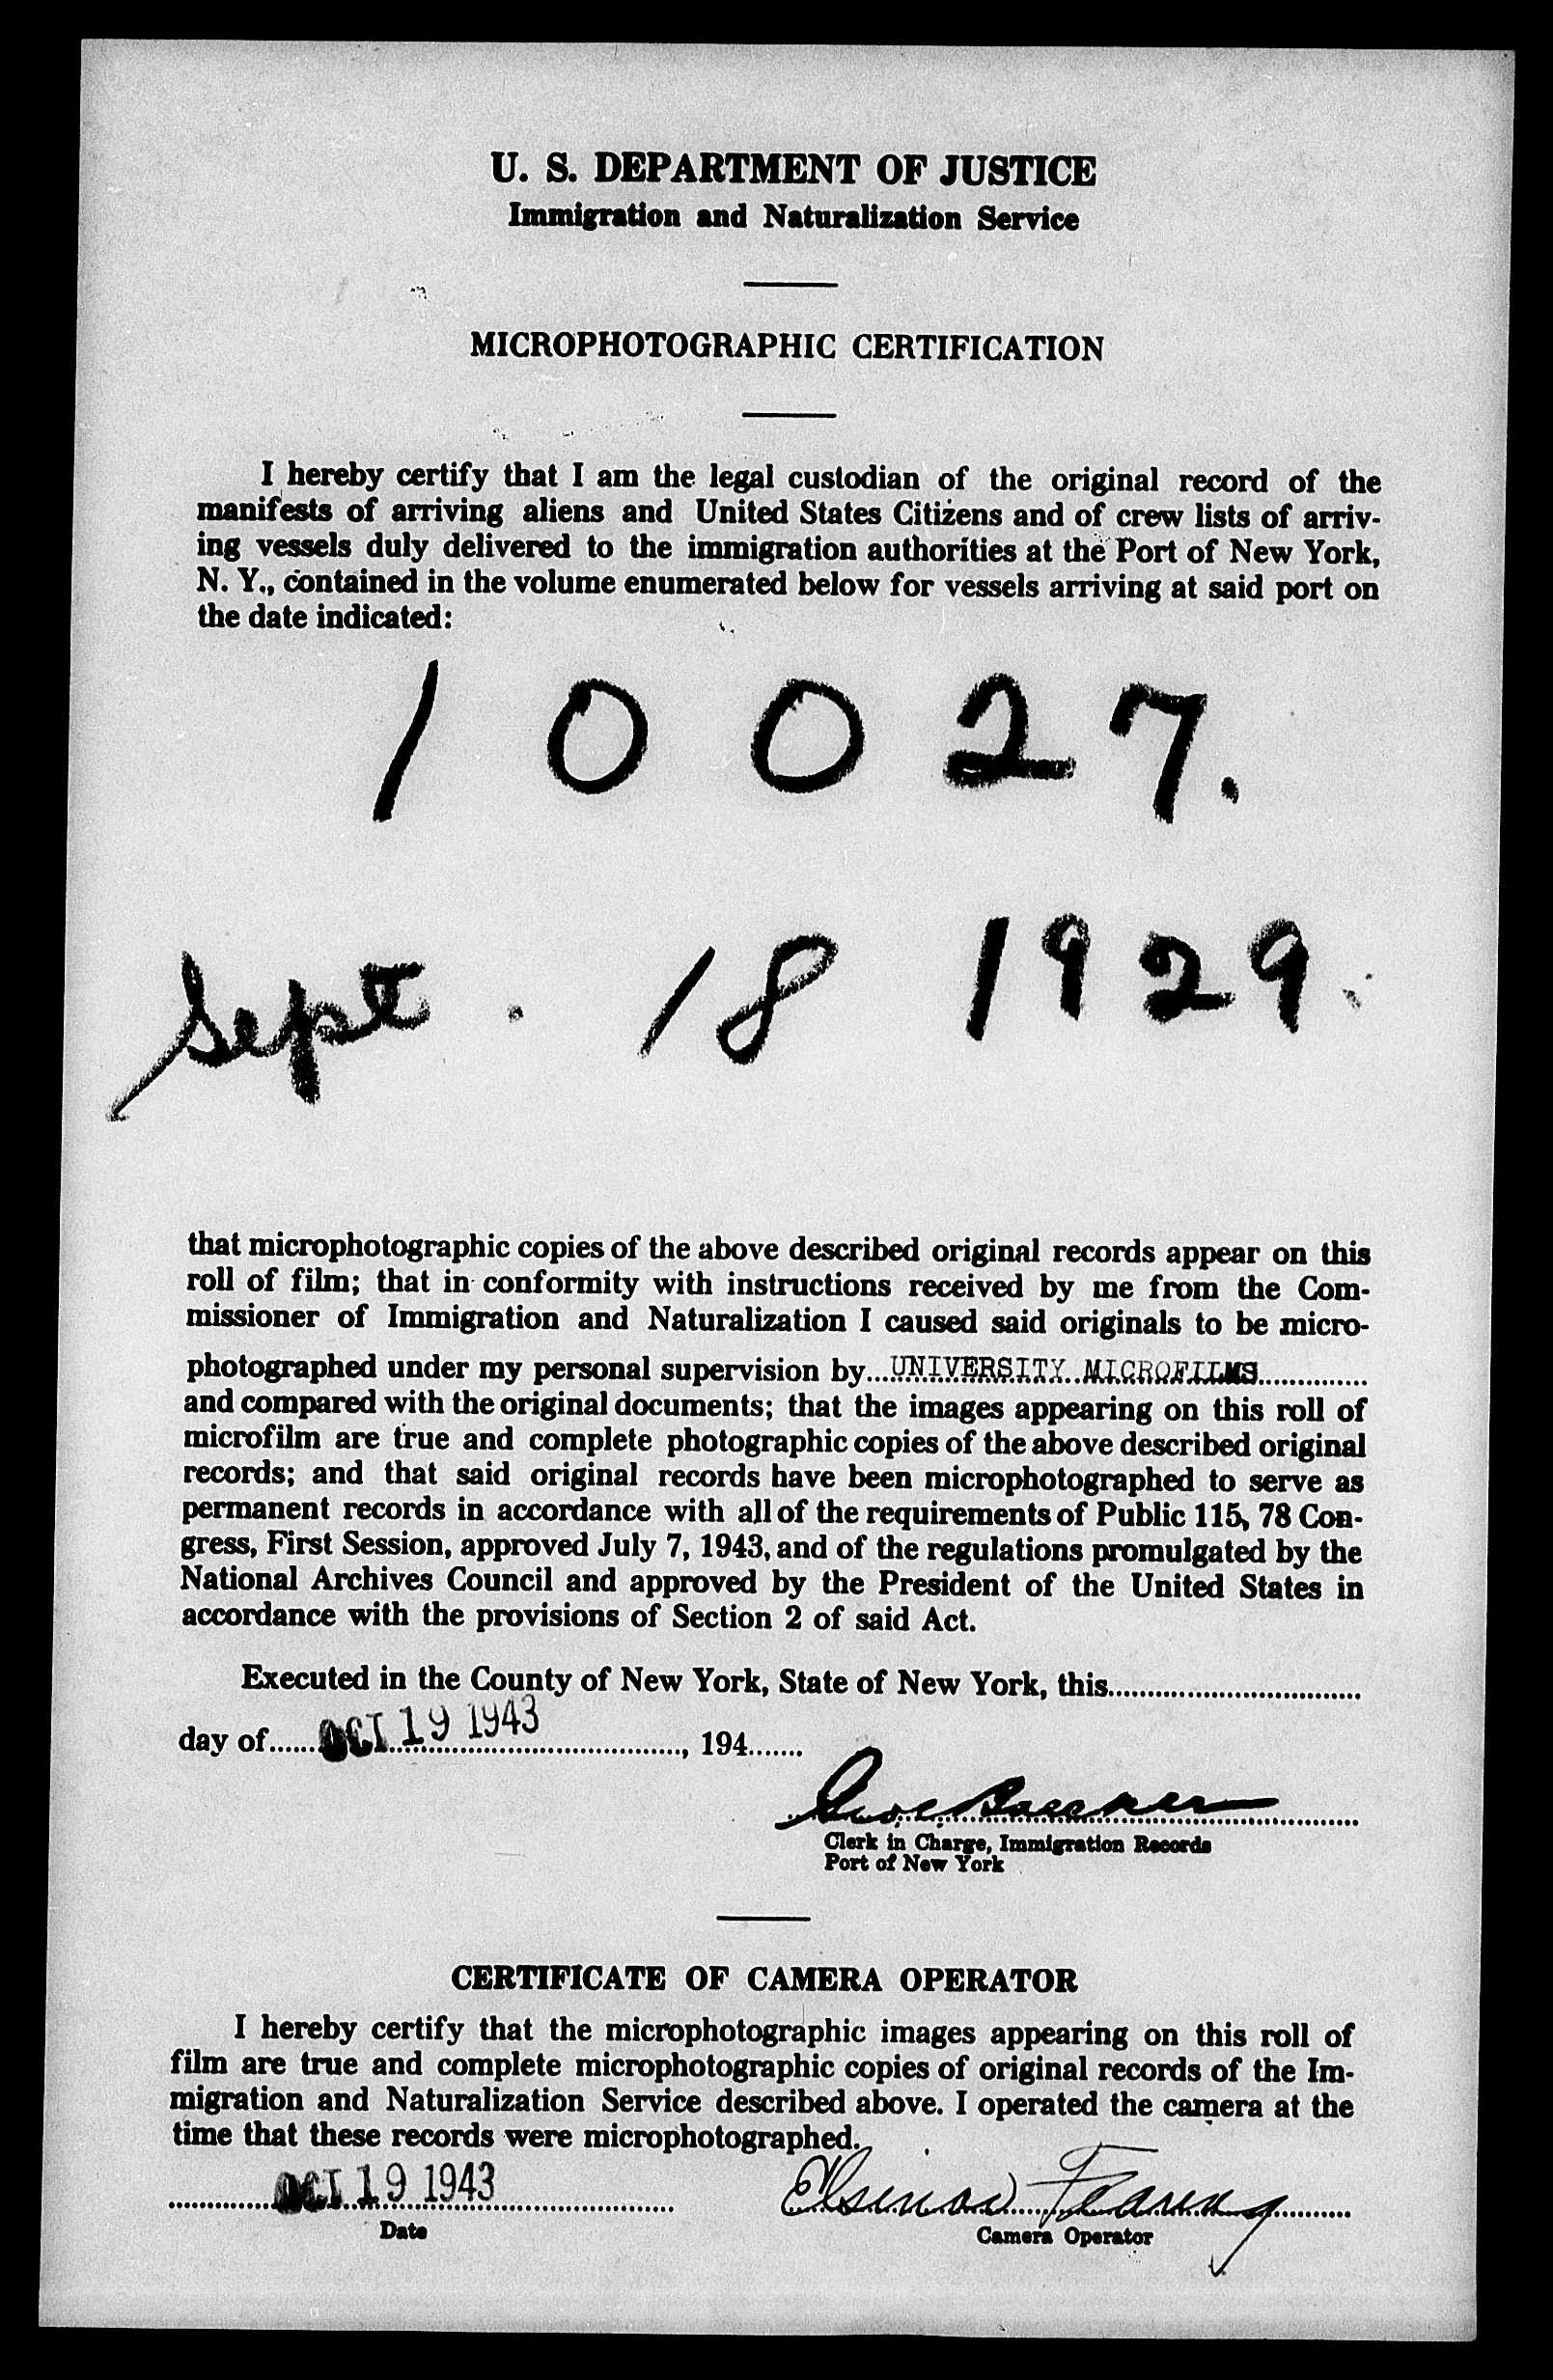 U. S. DEPARTMENT OF JUSTICE
Immigration and Naturalization Service
MICROPHOTOGRAPHIC CERTIFICATION
I hereby certify that I am the legal custodian of the original record of the
manifests of arriving aliens and United States Citizens and of crew lists of arriv-
ing vessels duly delivered to the immigration authorities at the Port of New York,
N. Y., contained in the volume enumerated below for vessels arriving at said port on
the date indicated:
10027.
Sept. 18 1929.
that microphotographic copies of the above described original records appear on this
roll of film; that in conformity with instructions received by me from the Com-
missioner of Immigration and Naturalization I caused said originals to be micro-
photographed under my personal supervision by...UNIVERSITY MICROFILMS...
and compared with the original documents; that the images appearing on this roll of
microfilm are true and complete photographic copies of the above described original
records; and that said original records have been microphotographed to serve as
permanent records in accordance with all of the requirements of Public 115, 78 Con-
gress, First Session, approved July 7, 1943, and of the regulations promulgated by the
National Archives Council and approved by the President of the United States in
accordance with the provisions of Section 2 of said Act.
Executed in the County of New York, State of New York, this...
day of...OCT 19 1943..., 194...
Clerk in Charge, Immigration Records
Port of New York
CERTIFICATE OF CAMERA OPERATOR
I hereby certify that the microphotographic images appearing on this roll of
film are true and complete microphotographic copies of original records of the Im-
migration and Naturalization Service described above. I operated the camera at the
time that these records were microphotographed.
OCT 19 1943
Date
Camera Operator